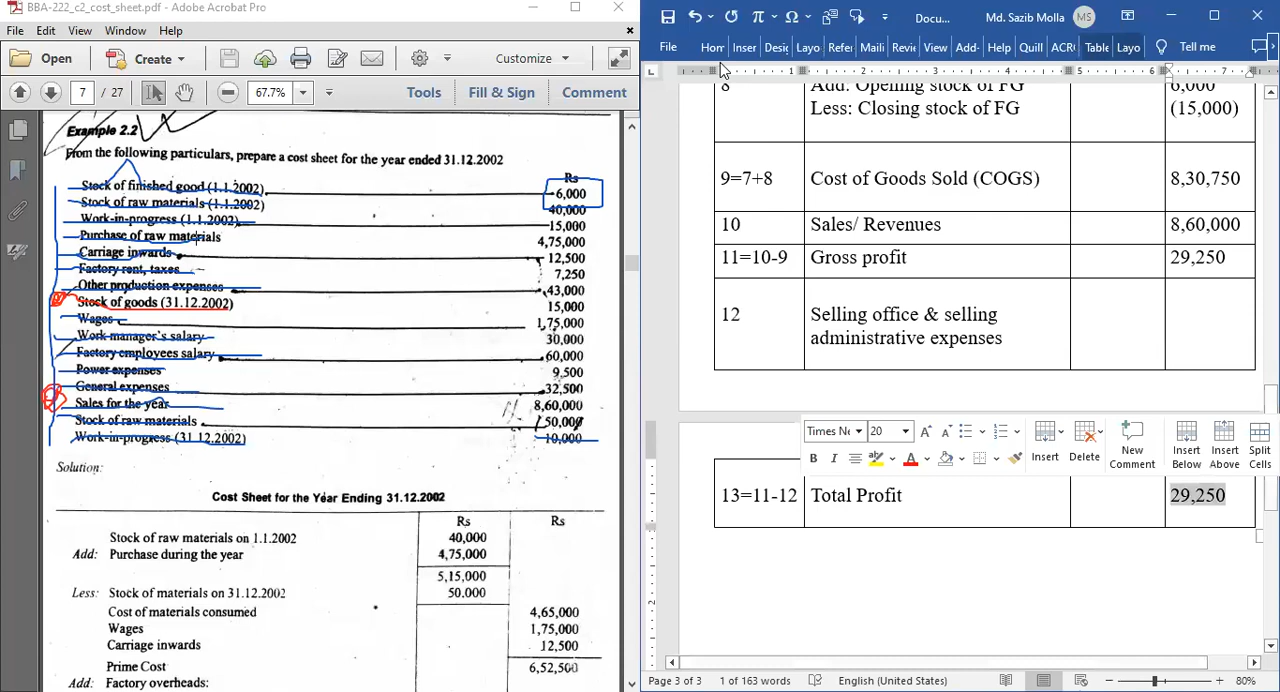 BBA-222_c2_cost_sheet.pdf - Adobe Acrobat Pro
File Edit View Window Help
Open Create Customize
7 / 27 67.7% Tools Fill & Sign Comment
Example 2.2
From the following particulars, prepare a cost sheet for the year ended 31.12.2002
Rs
Stock of finished good (1.1.2002) 6,000
Stock of raw materials (1.1.2002) 40,000
Work-in-progress (1.1.2002) 15,000
Purchase of raw materials 4,75,000
Carriage inwards 12,500
Factory rent, taxes 7,250
Other production expenses 43,000
Stock of goods (31.12.2002) 15,000
Wages 1,75,000
Work manager's salary 30,000
Factory employees salary 60,000
Power expenses 9,500
General expenses 32,500
Sales for the year 8,60,000
Stock of raw materials 50,000
Work-in-progress (31.12.2002) 10,000
Solution:
Cost Sheet for the Year Ending 31.12.2002
Rs Rs
Stock of raw materials on 1.1.2002 40,000
Add: Purchase during the year 4,75,000
5,15,000
Less: Stock of materials on 31.12.2002 50.000
Cost of materials consumed 4,65,000
Wages 1,75,000
Carriage inwards 12,500
Prime Cost 6,52,500
Add: Factory overheads:
Docu... Md. Sazib Molla MS
File Hom Inser Desig Layo Refer Maili Revie View Add- Help Quill ACR Table Layo Tell me
1 2 3 4 5 6 7
8 Add: Opening stock of FG 6,000
Less: Closing stock of FG (15,000)
9=7+8 Cost of Goods Sold (COGS) 8,30,750
10 Sales/ Revenues 8,60,000
11=10-9 Gross profit 29,250
12 Selling office & selling
administrative expenses
Times Ne 20 Insert Delete New Comment Insert Below Insert Above Split Cells
13=11-12 Total Profit 29,250
Page 3 of 3 1 of 163 words English (United States) 80%